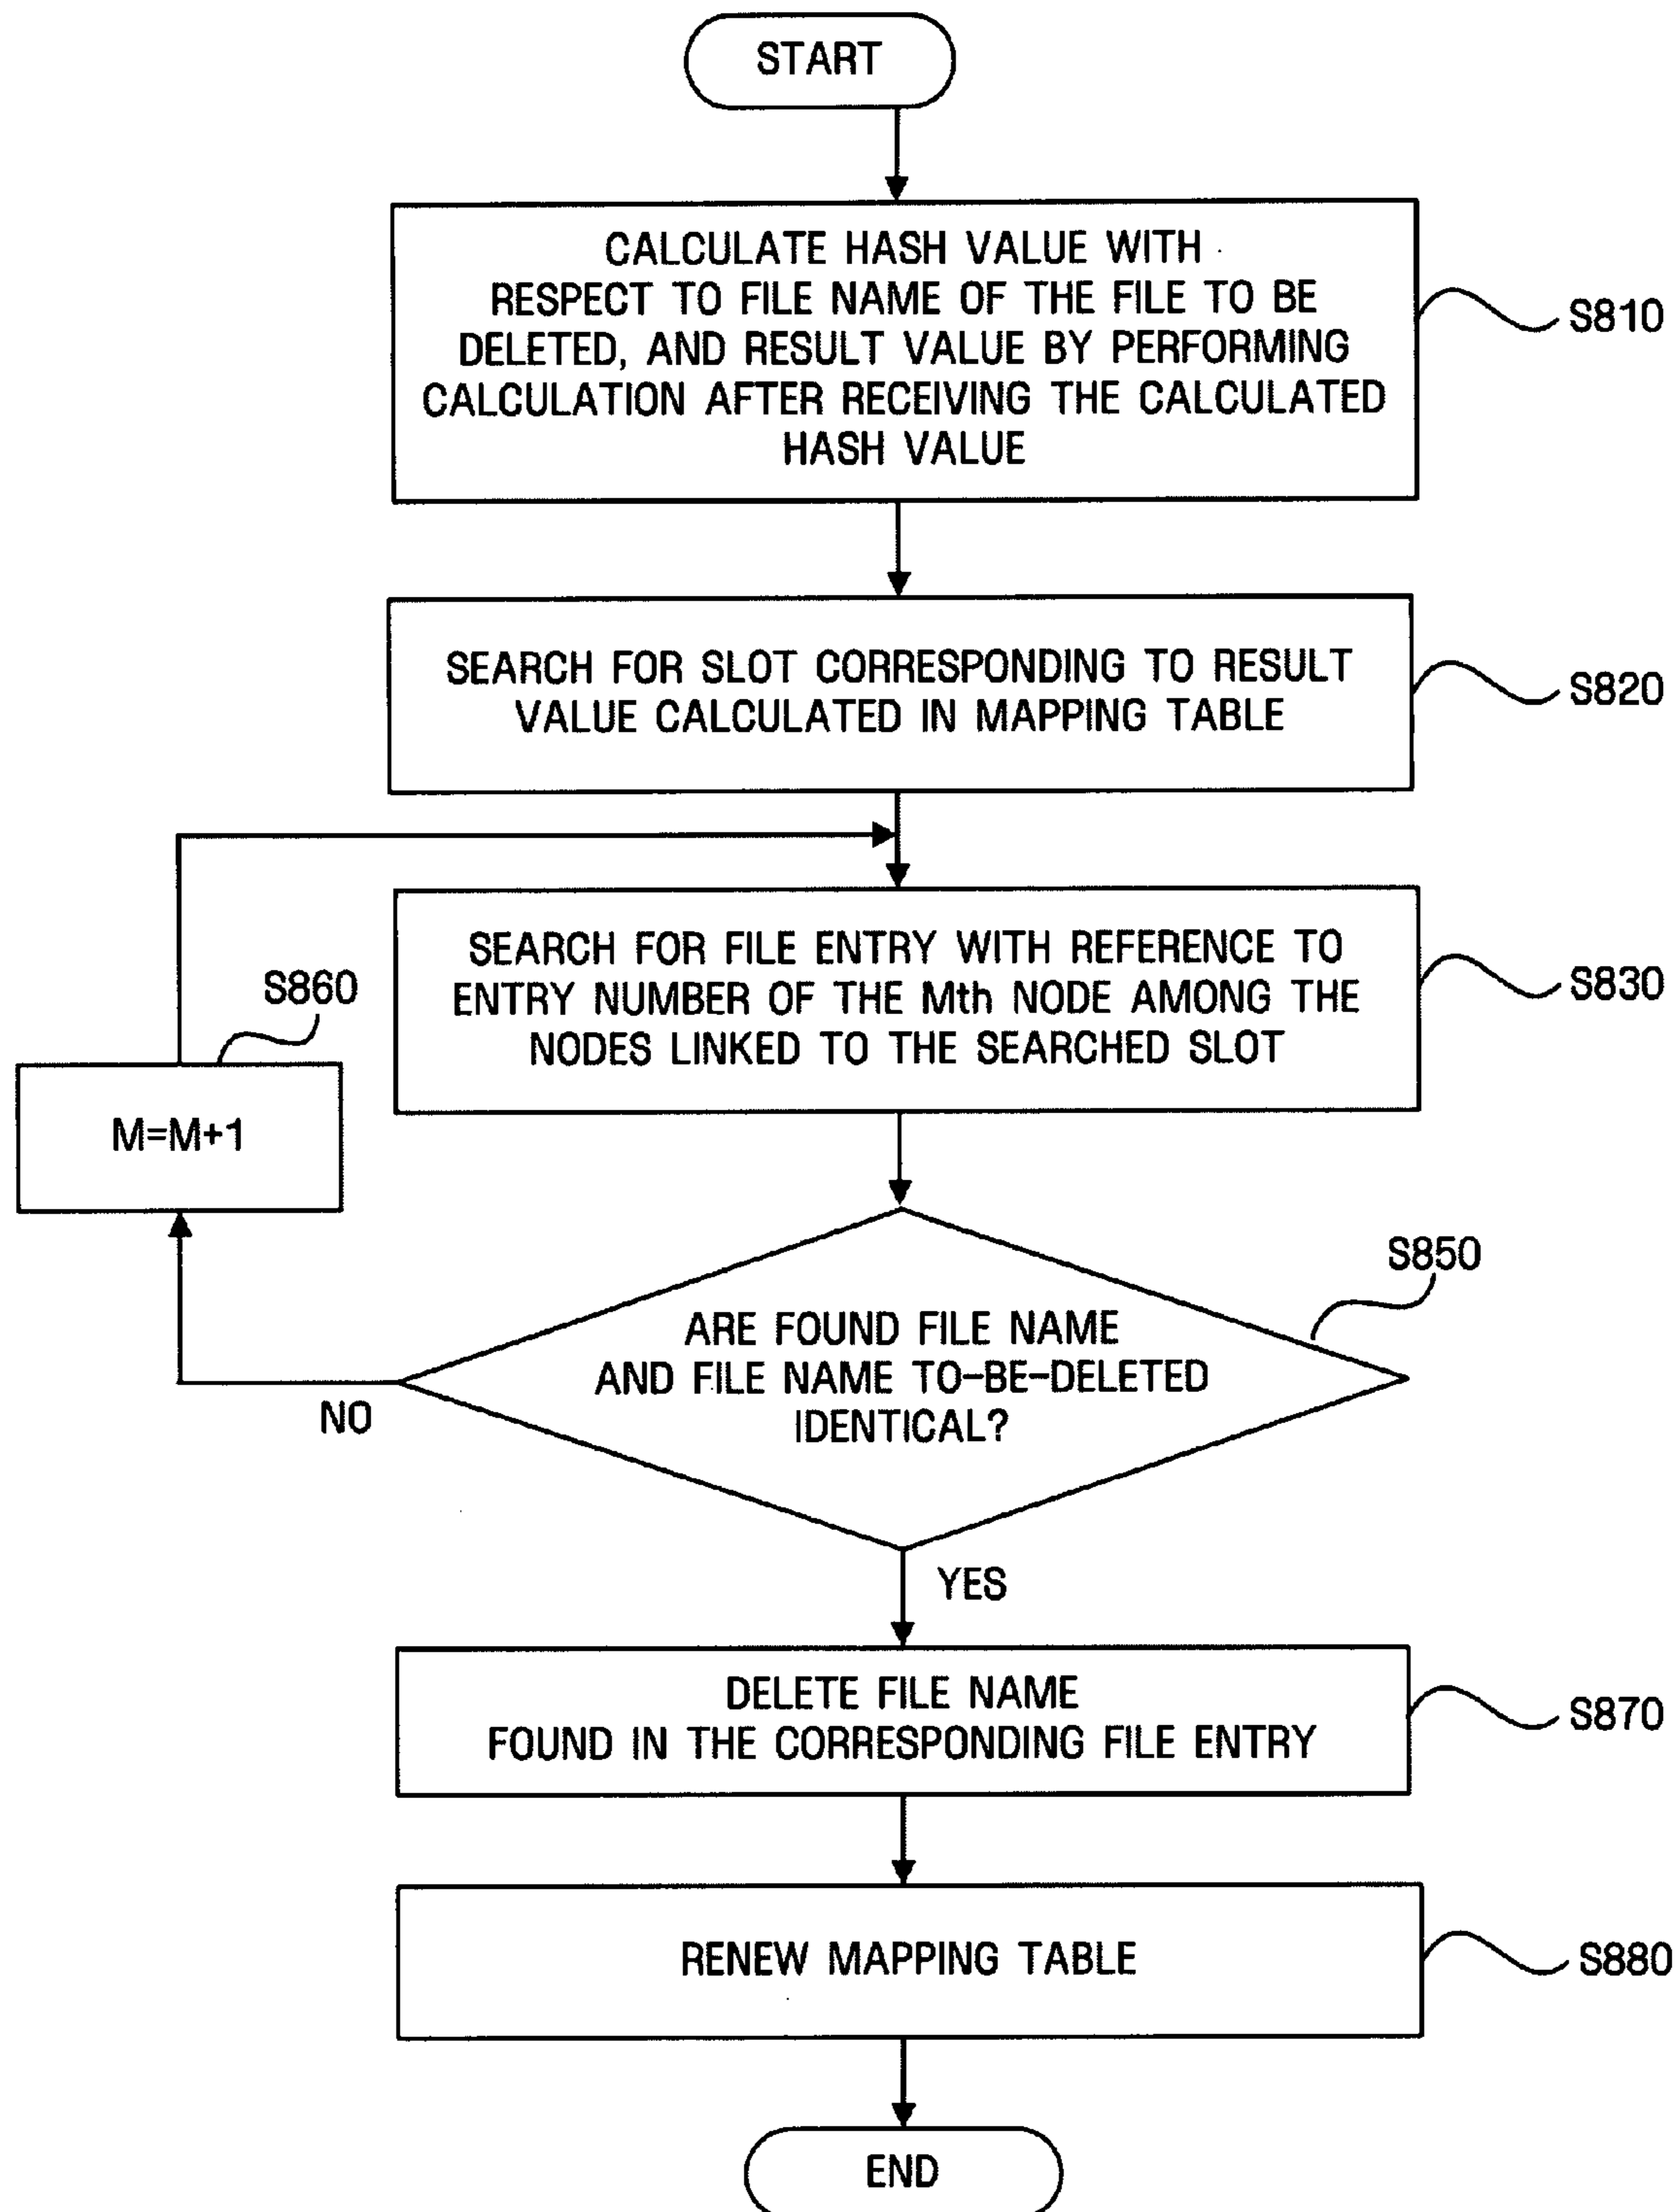 START
CALCULATE HASH VALUE WITH
RESPECT TO FILE NAME OF THE FILE TO BE
DELETED, AND RESULT VALUE BY PERFORMING
CALCULATION AFTER RECEIVING THE CALCULATED
HASH VALUE
S810
SEARCH FOR SLOT CORRESPONDING TO RESULT
VALUE CALCULATED IN MAPPING TABLE
S820
SEARCH FOR FILE ENTRY WITH REFERENCE TO
ENTRY NUMBER OF THE Mth NODE AMONG THE
NODES LINKED TO THE SEARCHED SLOT
S830
S860
M=M+1
S850
ARE FOUND FILE NAME
AND FILE NAME TO-BE-DELETED
IDENTICAL?
NO
YES
DELETE FILE NAME
FOUND IN THE CORRESPONDING FILE ENTRY
S870
RENEW MAPPING TABLE
S880
END